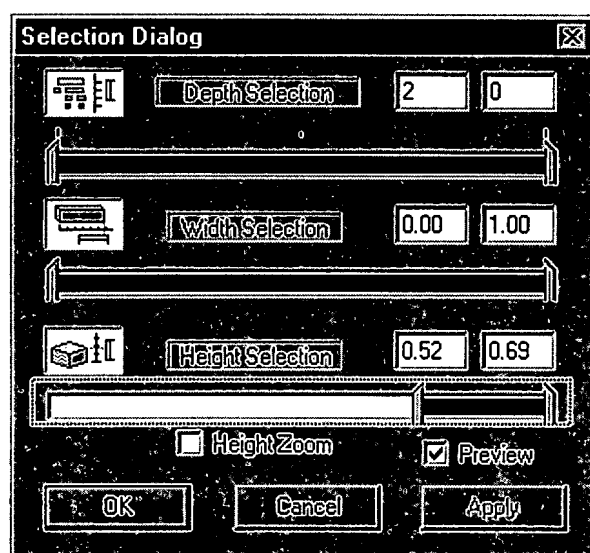 Selection Dialog
Depth Selection 2 0
Width Selection 0.00 1.00
Height Selection 0.52 0.69
Height Zoom Preview
OK Cancel Apply